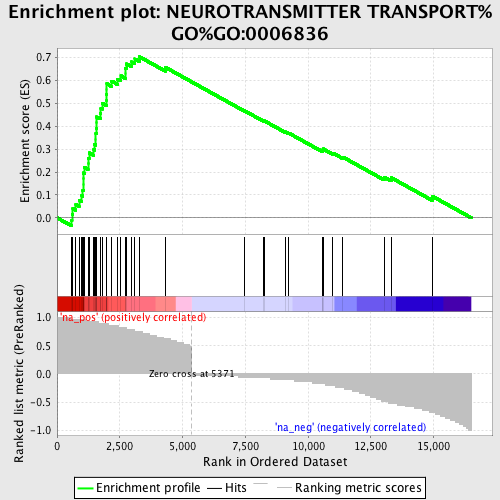 Enrichment plot: NEUROTRANSMITTER TRANSPORT%
GO%GO:0006836
Enrichment score (ES)
0.7
0.6
0.5
0.4
0.3
0.2
0.1
0.0
Ranked list metric (PreRanked)
1.0
0.5
0.0
-0.5
-1.0
'na_pos' (positively correlated)
Zero cross at 5371
'na_neg' (negatively correlated)
0
2,500
5,000
7,500
10,000
12,500
15,000
Rank in Ordered Dataset
Enrichment profile
Hits
Ranking metric scores